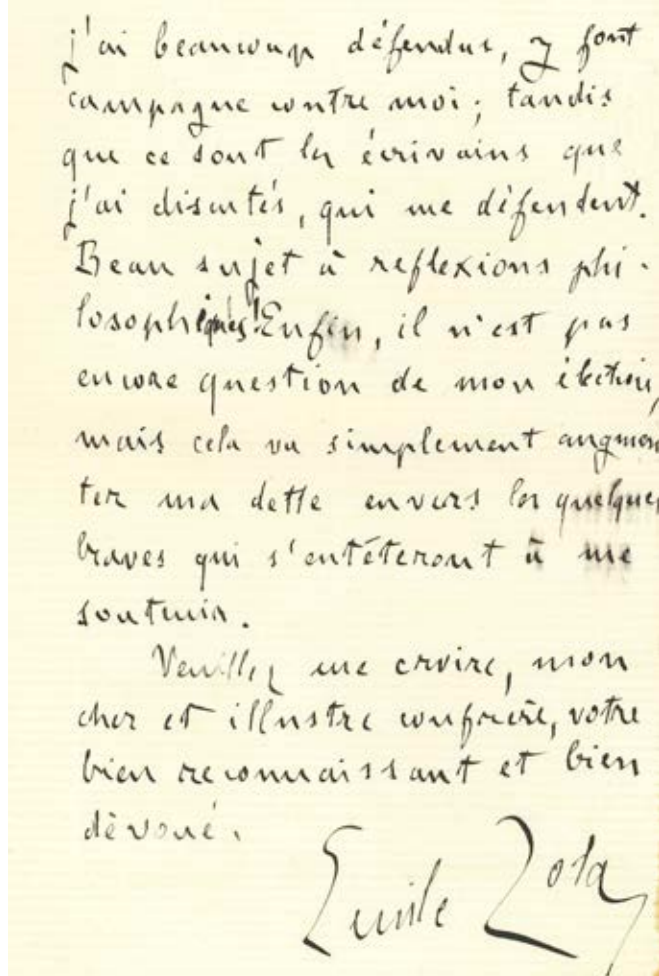 j'ai beaucoup défendus, y font
campagne contre moi; tandis
que ce sont les écrivains que
j'ai discutés, qui me défendent.
Beau sujet à reflexions phi-
losophiques! Enfin, il n'est pas
encore question de mon élection,
mais cela va simplement augmen
ter ma dette envers les quelques
braves qui s'entêteront à me
soutenir.
Veuillez me croire, mon
cher et illustre confrère, votre
bien reconnaissant et bien
dévoué.
Emile Zola